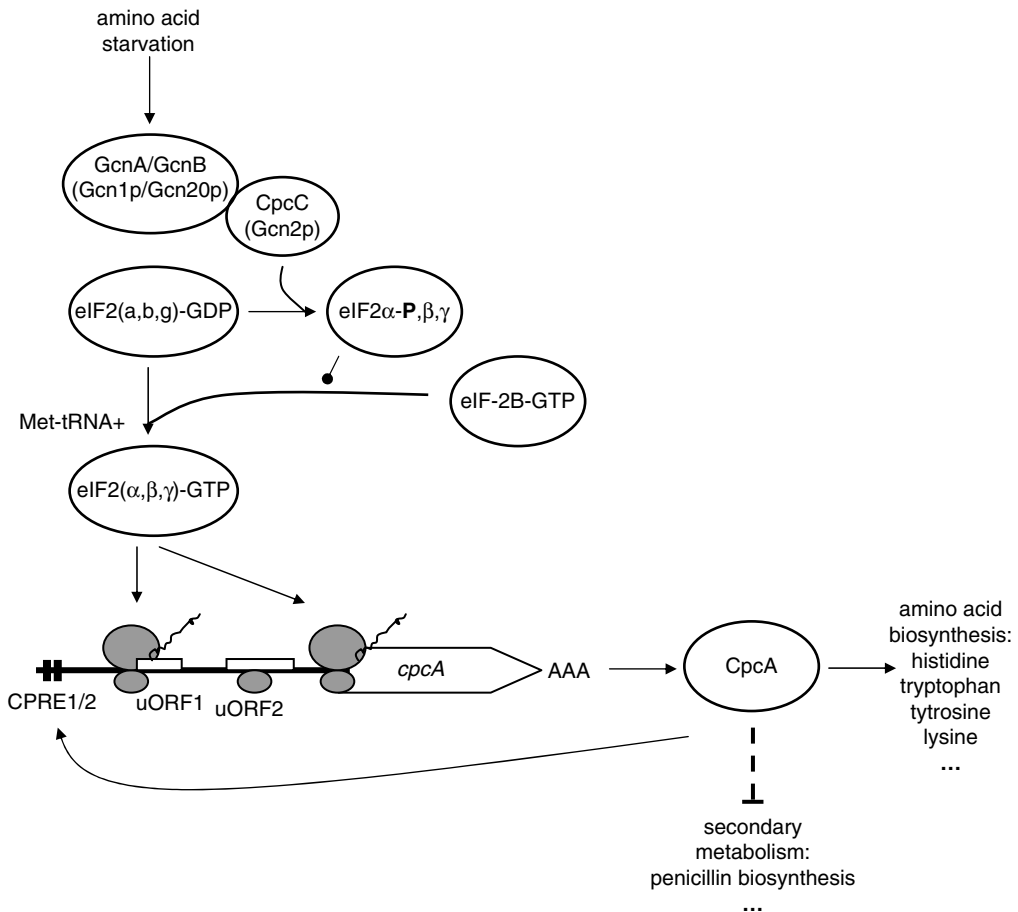 amino acid
starvation
GcnA/GcnB
(Gcn1p/Gcn20p)
CpcC
(Gcn2p)
eIF2(a,b,g)-GDP
eIF2α-P,β,γ
eIF-2B-GTP
Met-tRNA+
eIF2(α,β,γ)-GTP
cpcA
AAA
CPRE1/2
uORF1
uORF2
CpcA
amino acid
biosynthesis:
histidine
tryptophan
tytrosine
lysine
...
secondary
metabolism:
penicillin biosynthesis
...